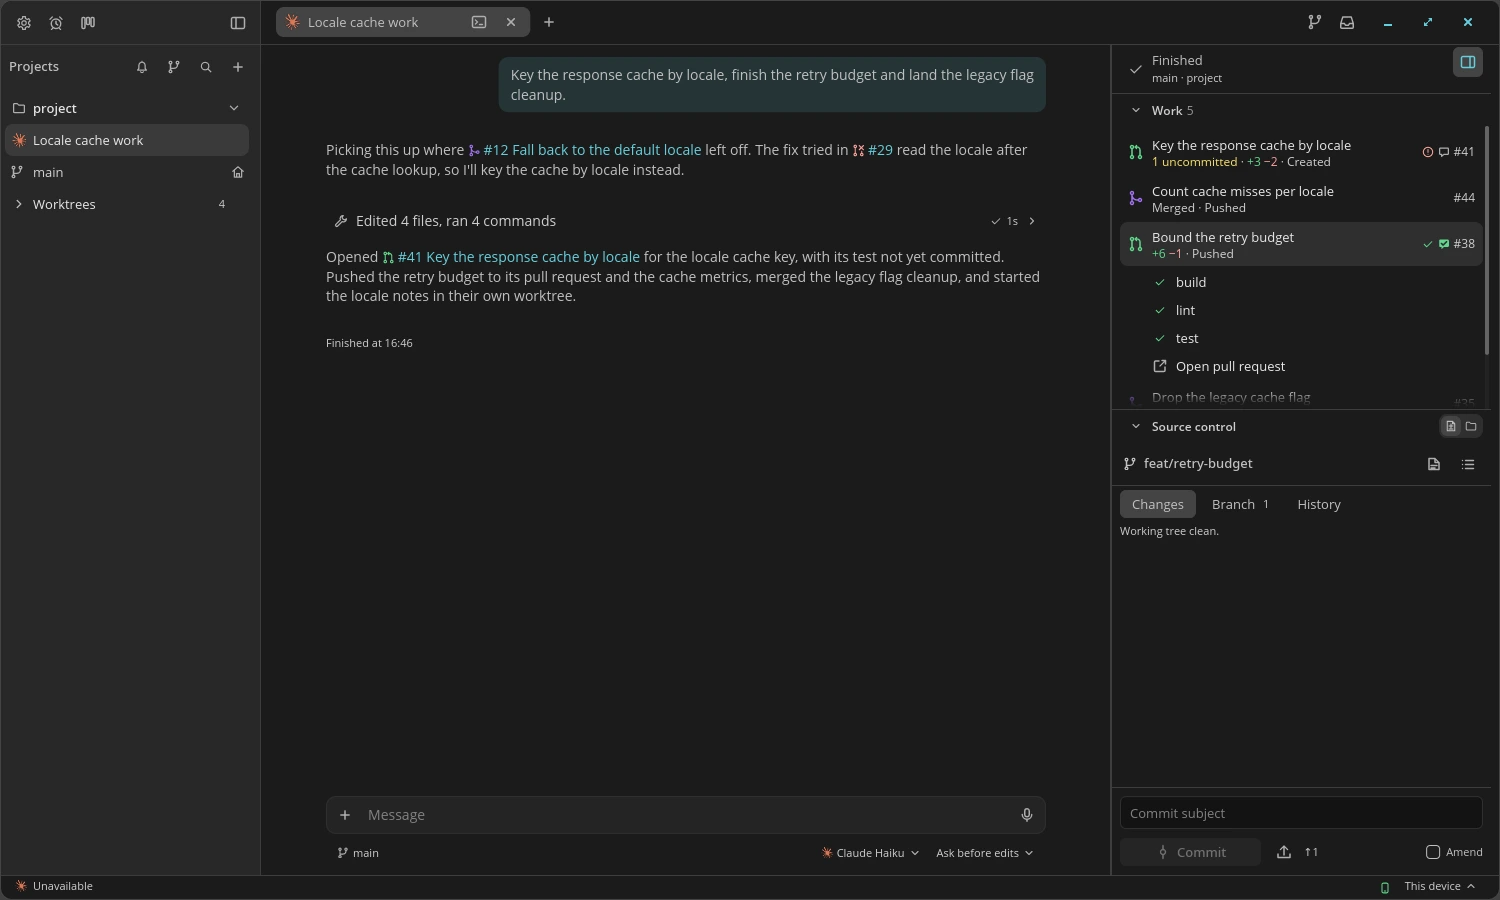 Locale cache work
Projects
project
Locale cache work
main
Worktrees 4
Key the response cache by locale, finish the retry budget and land the legacy flag
cleanup.
Picking this up where #12 Fall back to the default locale left off. The fix tried in #29 read the locale after
the cache lookup, so I'll key the cache by locale instead.
Edited 4 files, ran 4 commands 1s
Opened #41 Key the response cache by locale for the locale cache key, with its test not yet committed.
Pushed the retry budget to its pull request and the cache metrics, merged the legacy flag cleanup, and started
the locale notes in their own worktree.
Finished at 16:46
Message
main Claude Haiku Ask before edits
Finished
main · project
Work 5
Key the response cache by locale
1 uncommitted · +3 −2 · Created #41
Count cache misses per locale
Merged · Pushed #44
Bound the retry budget
+6 −1 · Pushed #38
build
lint
test
Open pull request
Drop the legacy cache flag
#35
Source control
feat/retry-budget
Changes Branch 1 History
Working tree clean.
Commit subject
Commit ↑1 Amend
Unavailable This device